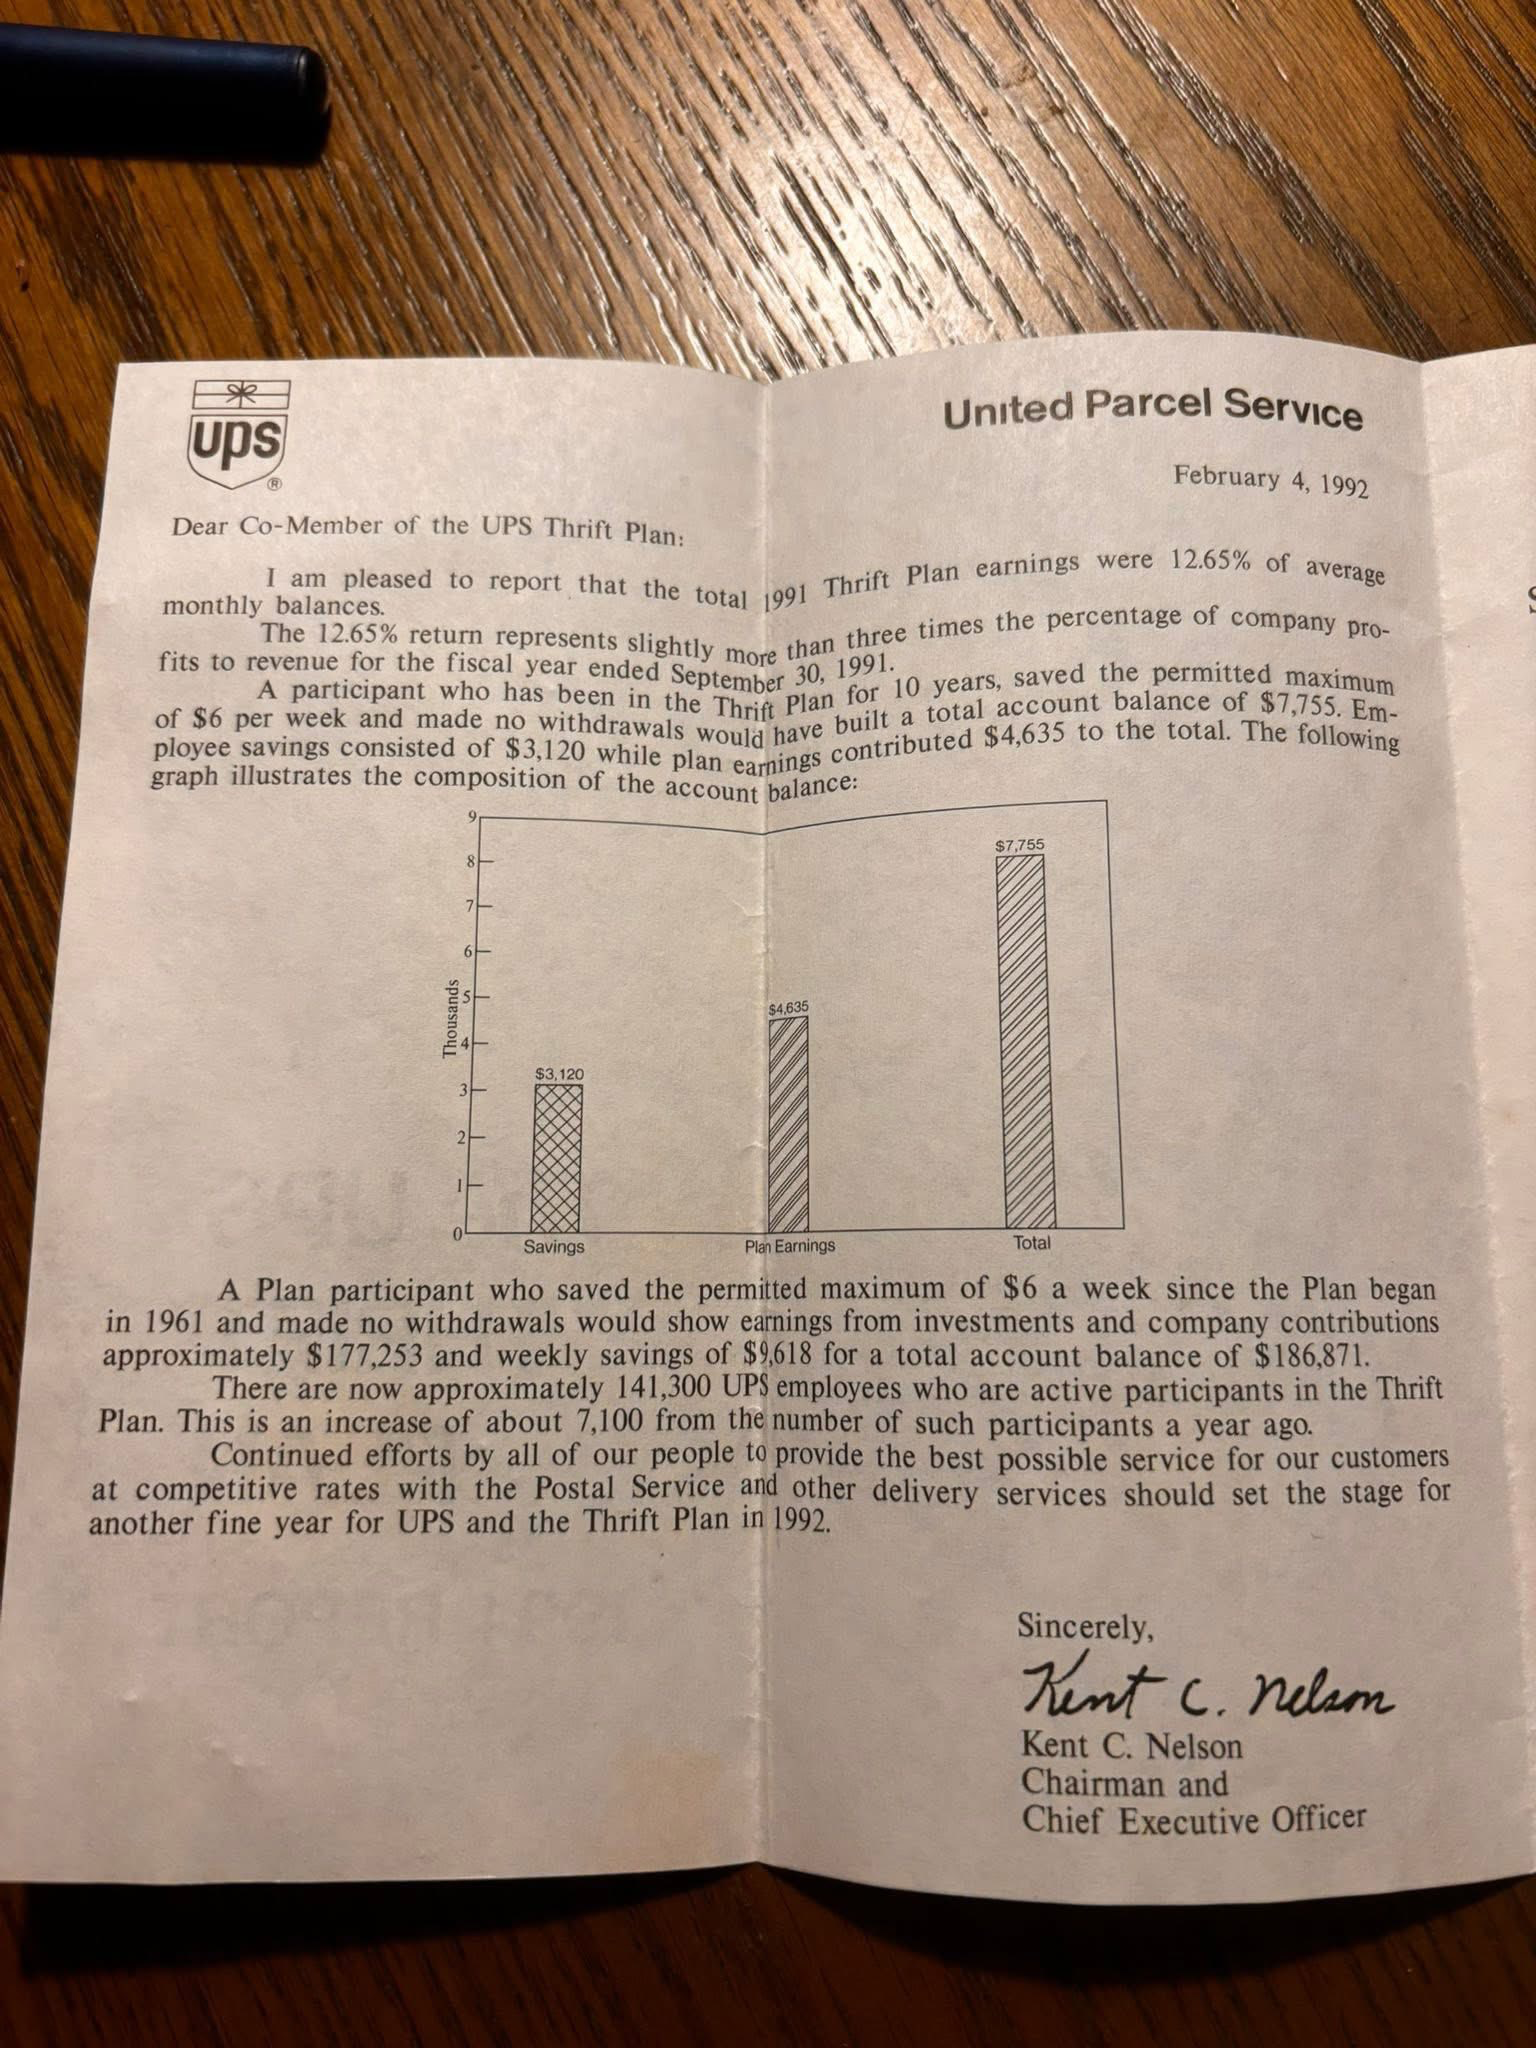 ups
®
United Parcel Service
February 4, 1992
Dear Co-Member of the UPS Thrift Plan:
I am pleased to report that the total 1991 Thrift Plan earnings were 12.65% of average
monthly balances.
The 12.65% return represents slightly more than three times the percentage of company pro-
fits to revenue for the fiscal year ended September 30, 1991.
A participant who has been in the Thrift Plan for 10 years, saved the permitted maximum
of $6 per week and made no withdrawals would have built a total account balance of $7,755. Em-
ployee savings consisted of $3,120 while plan earnings contributed $4,635 to the total. The following
graph illustrates the composition of the account balance:
9
8
7
6
5
4
3
2
1
0
Thousands
$3,120
$4,635
$7,755
Savings
Plan Earnings
Total
A Plan participant who saved the permitted maximum of $6 a week since the Plan began
in 1961 and made no withdrawals would show earnings from investments and company contributions
approximately $177,253 and weekly savings of $9,618 for a total account balance of $186,871.
There are now approximately 141,300 UPS employees who are active participants in the Thrift
Plan. This is an increase of about 7,100 from the number of such participants a year ago.
Continued efforts by all of our people to provide the best possible service for our customers
at competitive rates with the Postal Service and other delivery services should set the stage for
another fine year for UPS and the Thrift Plan in 1992.
Sincerely,
Kent C. Nelson
Kent C. Nelson
Chairman and
Chief Executive Officer